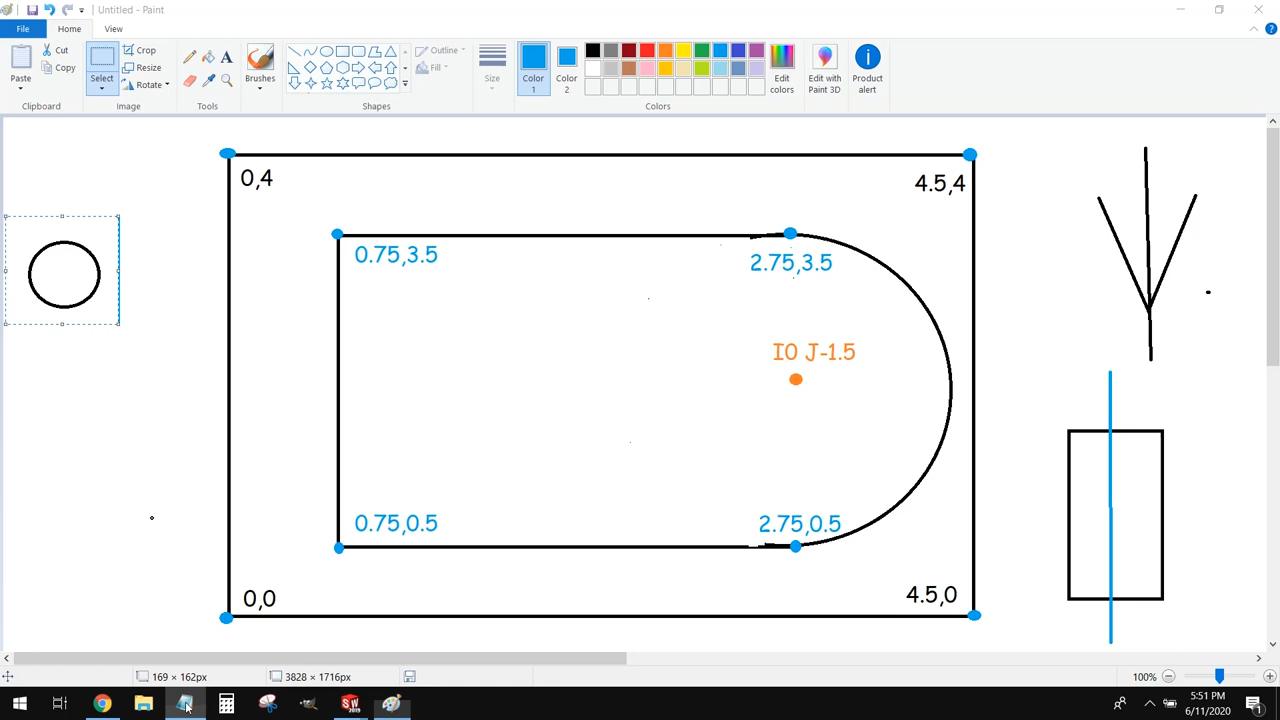 Untitled - Paint
File
Home
View
Paste
Cut
Copy
Clipboard
Select
Crop
Resize
Rotate
Image
Tools
Brushes
Outline
Fill
Shapes
Size
Color
1
Color
2
Edit
colors
Edit with
Paint 3D
Product
alert
Colors
0,4
4.5,4
0.75,3.5
2.75,3.5
I0 J-1.5
0.75,0.5
2.75,0.5
0,0
4.5,0
169 × 162px
3828 × 1716px
100%
5:51 PM
6/11/2020